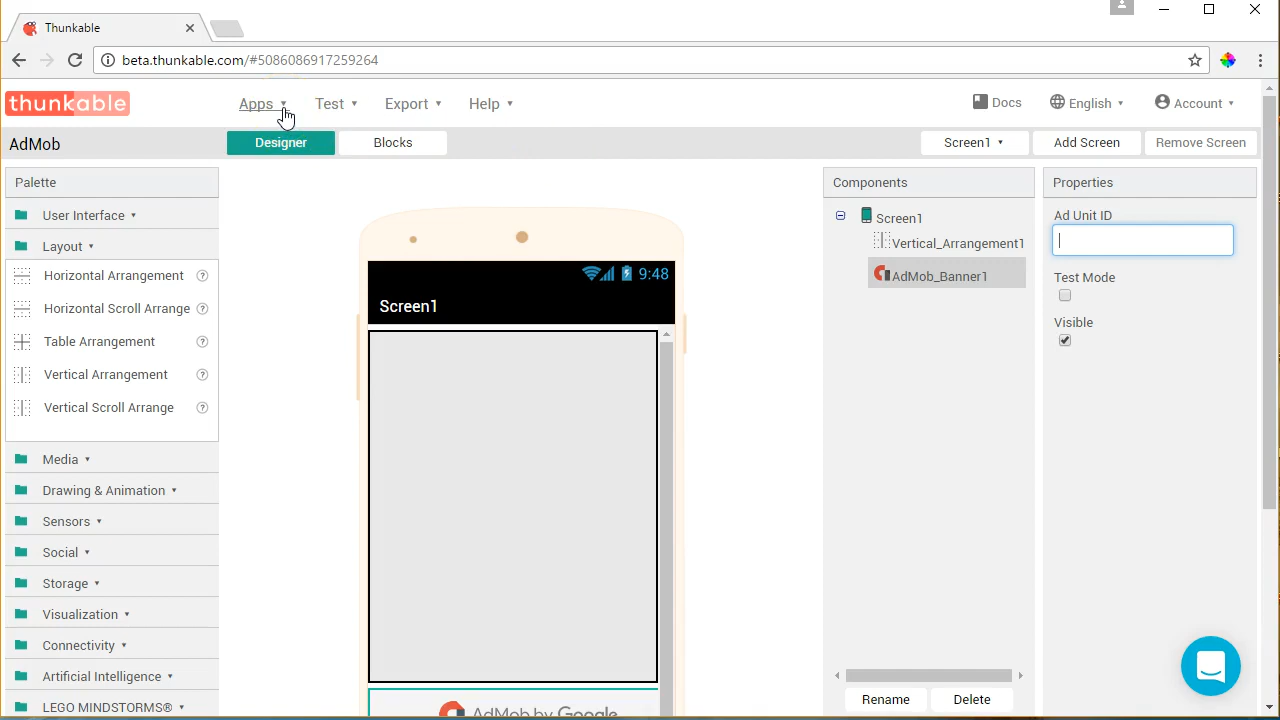 Thunkable
beta.thunkable.com/#5086086917259264
thunkable
Apps
Test
Export
Help
Docs
English
Account
AdMob
Designer
Blocks
Screen1
Add Screen
Remove Screen
Palette
User Interface
Layout
Horizontal Arrangement
Horizontal Scroll Arrange
Table Arrangement
Vertical Arrangement
Vertical Scroll Arrange
Media
Drawing & Animation
Sensors
Social
Storage
Visualization
Connectivity
Artificial Intelligence
LEGO MINDSTORMS®
9:48
Screen1
AdMob by Google
Components
Screen1
Vertical_Arrangement1
AdMob_Banner1
Rename
Delete
Properties
Ad Unit ID
Test Mode
Visible